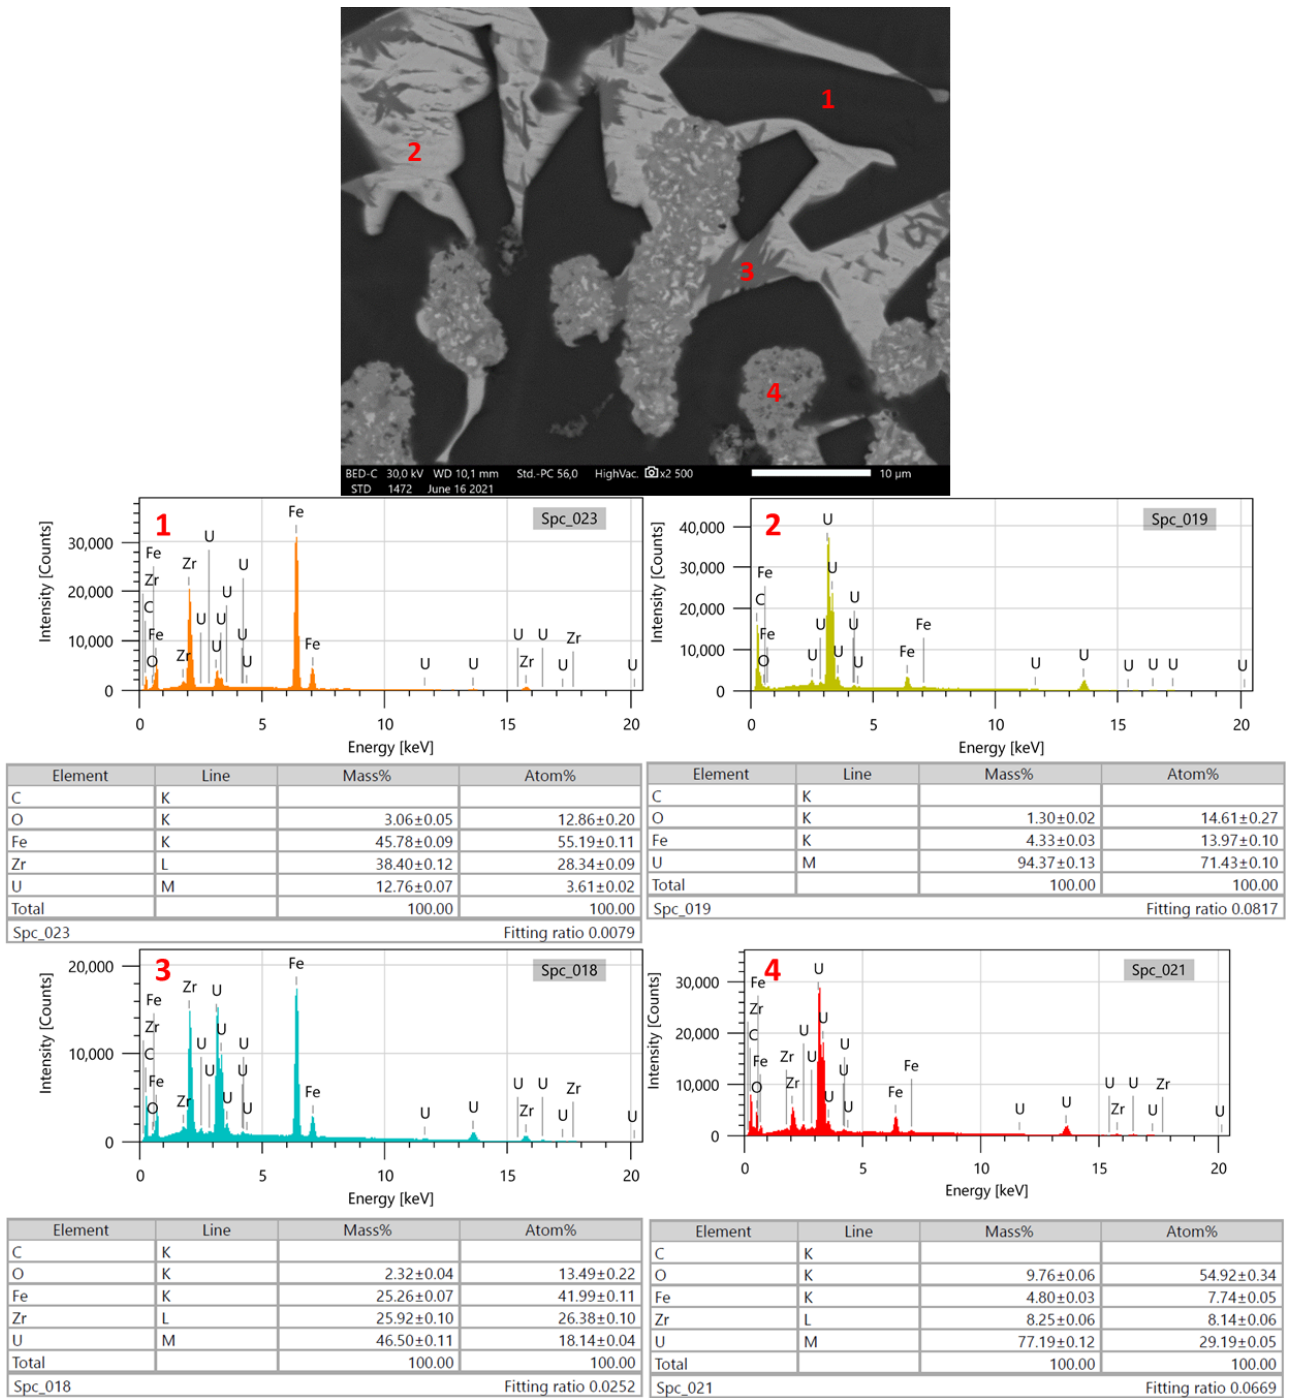 1
2
3
4
BED-C 30,0 kV WD 10,1 mm Std.-PC 56,0 HighVac. x2 500 10 µm
STD 1472 June 16 2021
1
Spc_023
Intensity [Counts]
30,000
20,000
10,000
0
Fe
Zr
C
Fe
O
Zr
Zr
U
U
U
U
U
U
U
U
Fe
Fe
U
U
U
U
Zr
Zr
U
U
0 5 10 15 20
Energy [keV]
2
Spc_019
Intensity [Counts]
40,000
30,000
20,000
10,000
0
Fe
C
Fe
O
U
U
U
U
U
U
U
U
Fe
Fe
U
U
U
U
U
U
0 5 10 15 20
Energy [keV]
Element Line Mass% Atom%
C K
O K 3.06±0.05 12.86±0.20
Fe K 45.78±0.09 55.19±0.11
Zr L 38.40±0.12 28.34±0.09
U M 12.76±0.07 3.61±0.02
Total 100.00 100.00
Spc_023 Fitting ratio 0.0079
Element Line Mass% Atom%
C K
O K 1.30±0.02 14.61±0.27
Fe K 4.33±0.03 13.97±0.10
U M 94.37±0.13 71.43±0.10
Total 100.00 100.00
Spc_019 Fitting ratio 0.0817
3
Spc_018
Intensity [Counts]
20,000
10,000
0
Fe
Zr
C
Fe
O
Zr
Zr
U
U
U
U
U
U
U
U
Fe
Fe
U
U
U
U
Zr
Zr
U
U
0 5 10 15 20
Energy [keV]
4
Spc_021
Intensity [Counts]
30,000
20,000
10,000
0
Fe
Zr
C
Fe
O
Zr
Zr
U
U
U
U
U
U
U
U
Fe
Fe
U
U
U
U
Zr
Zr
U
U
0 5 10 15 20
Energy [keV]
Element Line Mass% Atom%
C K
O K 2.32±0.04 13.49±0.22
Fe K 25.26±0.07 41.99±0.11
Zr L 25.92±0.10 26.38±0.10
U M 46.50±0.11 18.14±0.04
Total 100.00 100.00
Spc_018 Fitting ratio 0.0252
Element Line Mass% Atom%
C K
O K 9.76±0.06 54.92±0.34
Fe K 4.80±0.03 7.74±0.05
Zr L 8.25±0.06 8.14±0.06
U M 77.19±0.12 29.19±0.05
Total 100.00 100.00
Spc_021 Fitting ratio 0.0669